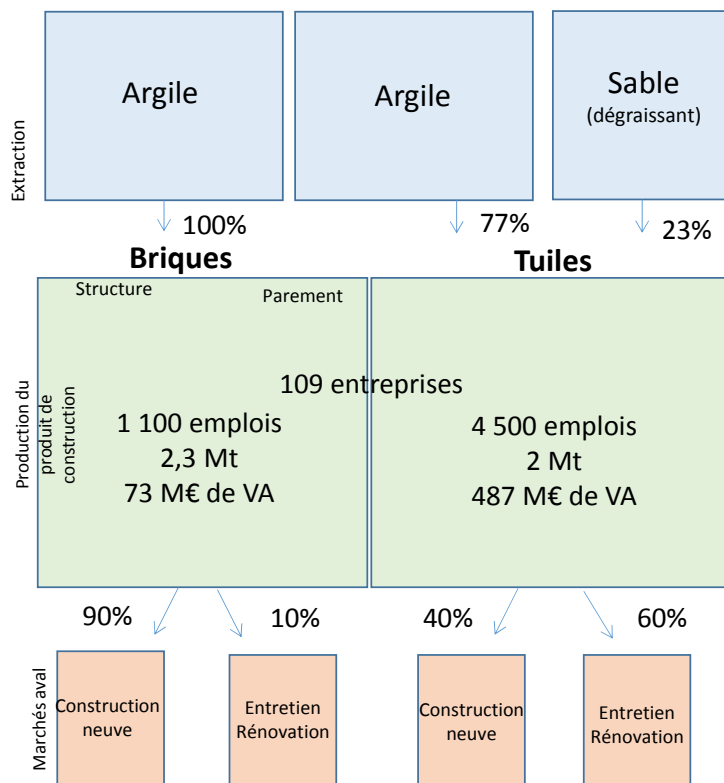 Extraction
Argile
Argile
Sable
(dégraissant)
100%
77%
23%
Briques
Tuiles
Production du
produit de
construction
Structure
Parement
109 entreprises
1 100 emplois
2,3 Mt
73 M€ de VA
4 500 emplois
2 Mt
487 M€ de VA
90%
10%
40%
60%
Marchés aval
Construction
neuve
Entretien
Rénovation
Construction
neuve
Entretien
Rénovation